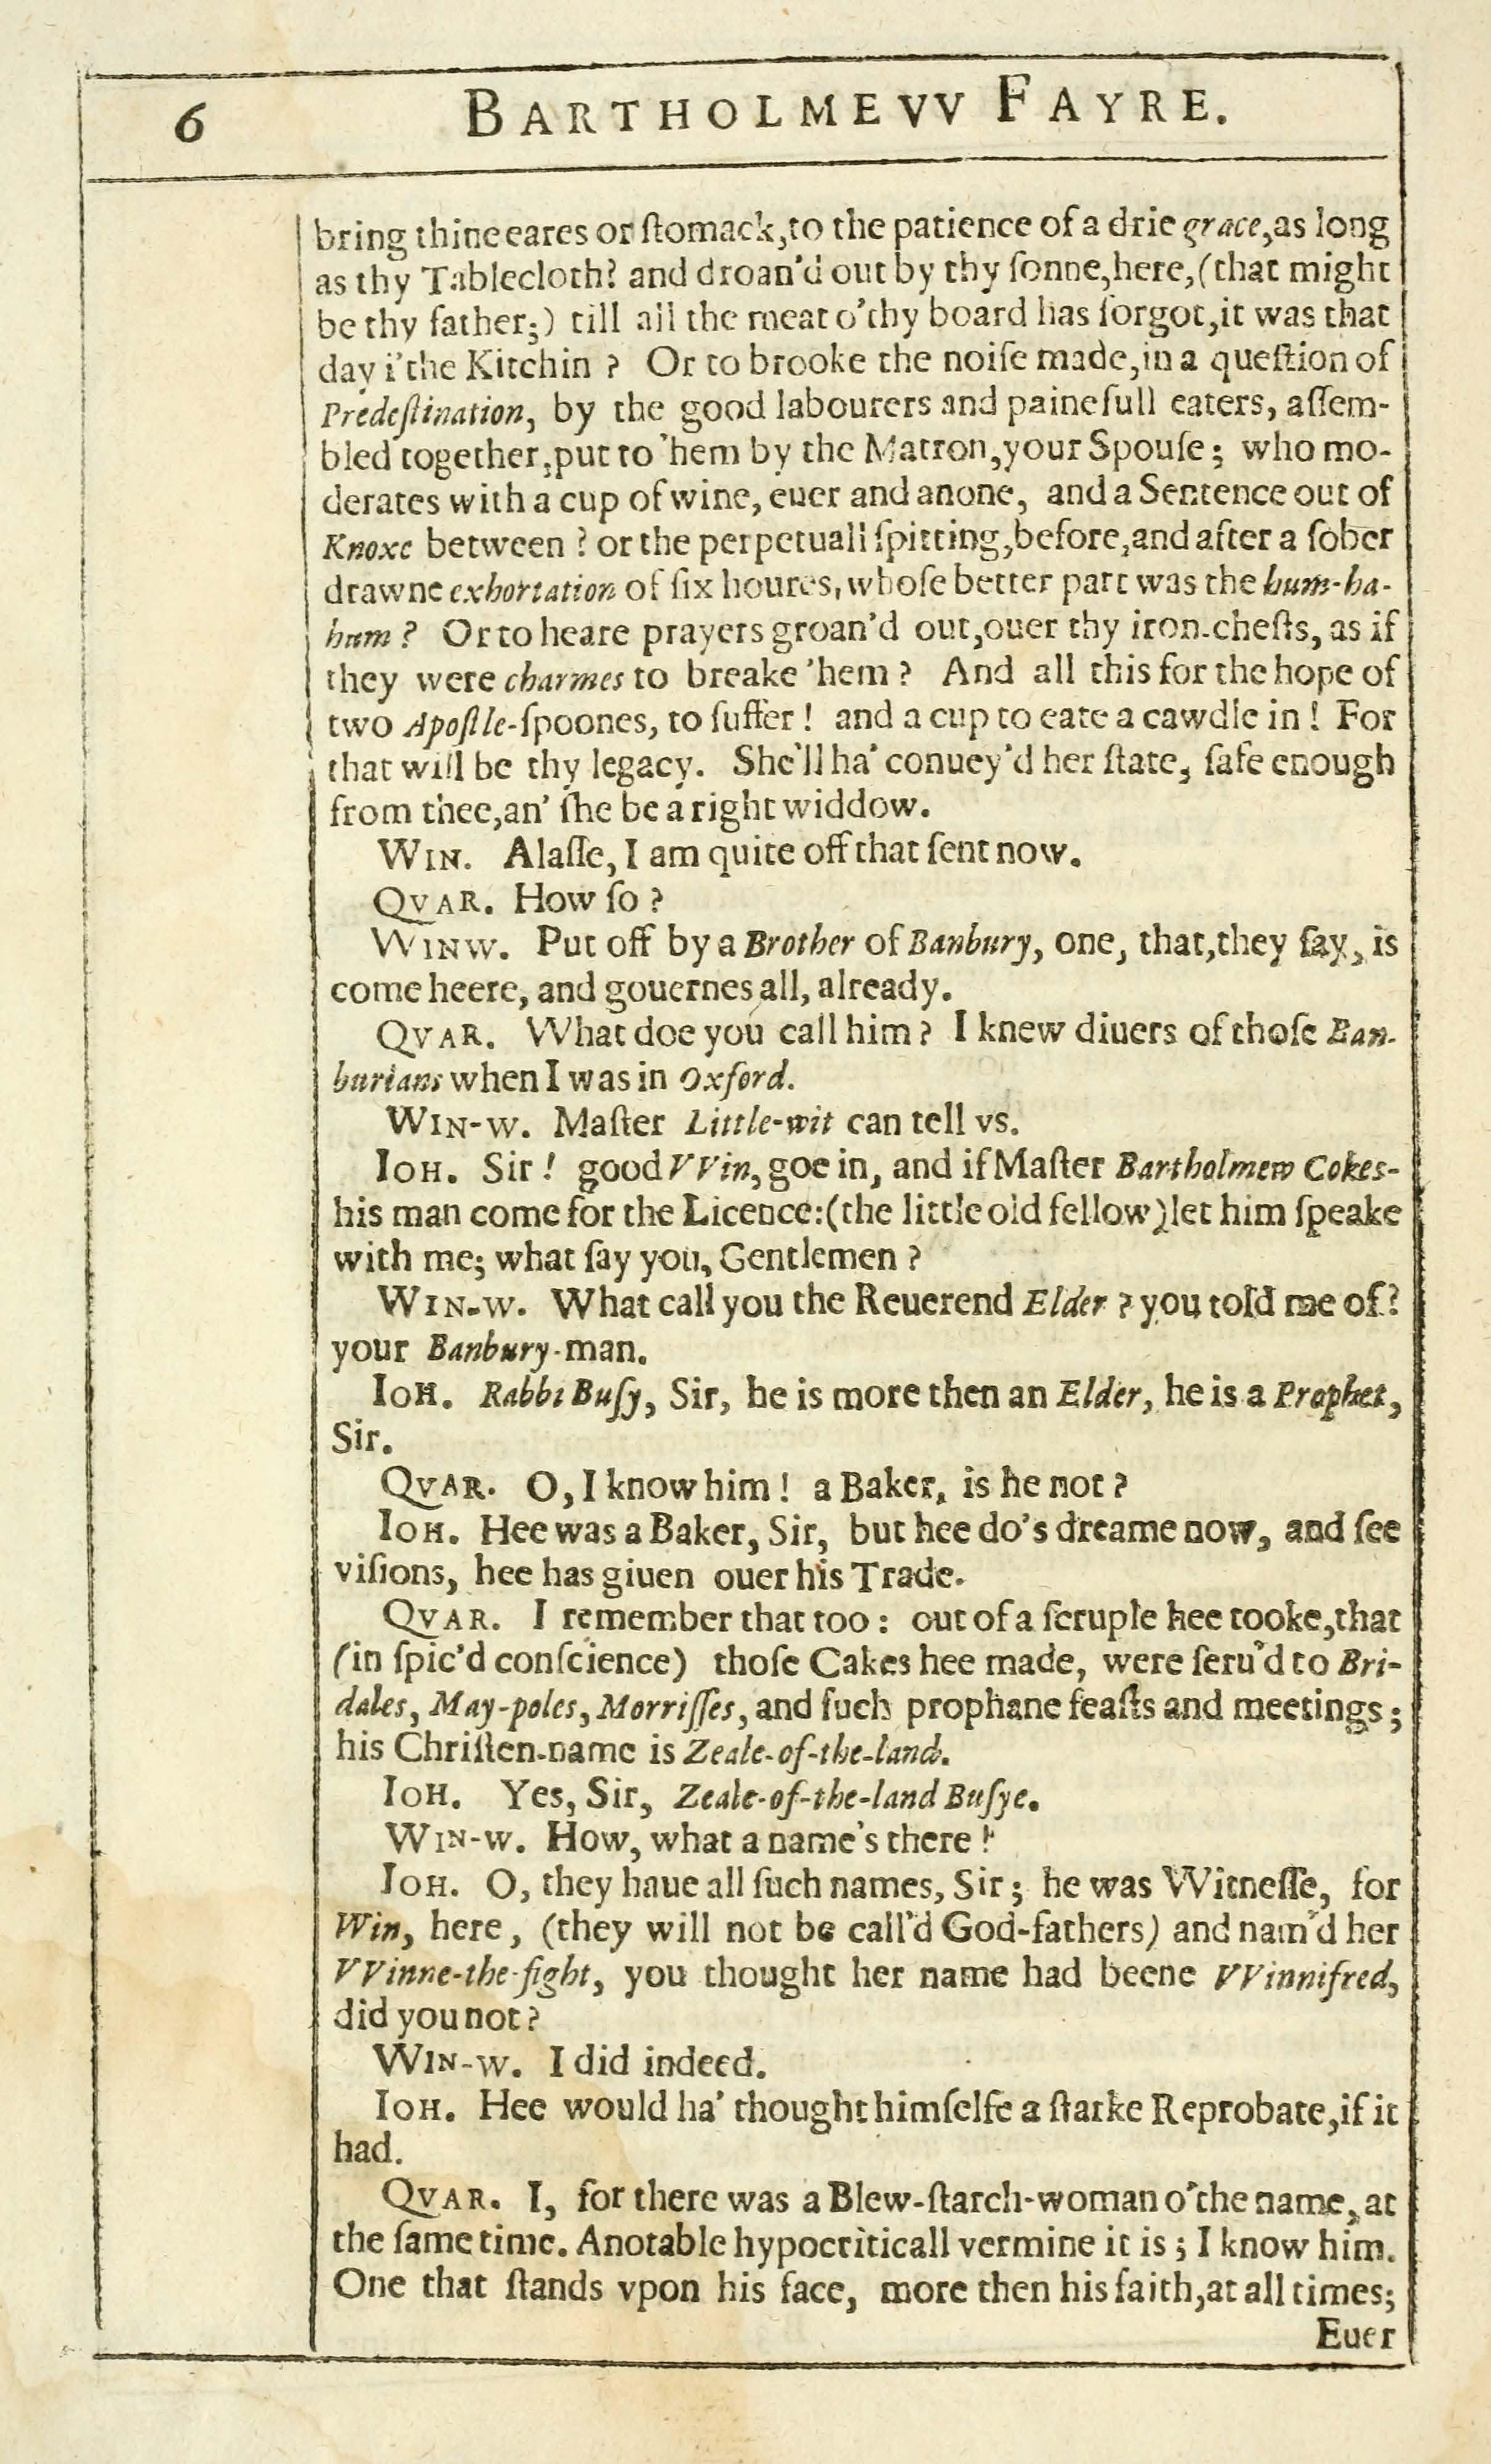 6 BARTHOLMEVV FAYRE.
bring thine eares or ſtomack, to the patience of a drie grace, as long
as thy Tablecloth? and droan'd out by thy ſonne, here, (that might
be thy father;) till all the meat o'thy board has forgot, it was that
day i'the Kitchin? Or to brooke the noiſe made, in a queſtion of
Predeſtination, by the good labourers and painefull eaters, aſſem-
bled together, put to 'hem by the Matron, your Spouſe; who mo-
derates with a cup of wine, euer and anone, and a Sentence out of
Knoxe between? or the perpetuall ſpitting, before, and after a ſober
drawne exhortation of ſix houres, whoſe better part was the hum-ha-
hum? Or to heare prayers groan'd out, ouer thy iron-cheſts, as if
they were charmes to breake 'hem? And all this for the hope of
two Apoſtle-ſpoones, to ſuffer! and a cup to eate a cawdle in! For
that will be thy legacy. She'll ha' conuey'd her ſtate, ſafe enough
from thee, an' ſhe be a right widdow.
WIN. Alaſſe, I am quite off that ſent now.
QVAR. How ſo?
WINW. Put off by a Brother of Banbury, one, that, they ſay, is
come heere, and gouernes all, already.
QVAR. What doe you call him? I knew diuers of thoſe Ban-
burians when I was in Oxford.
WIN-W. Maſter Little-wit can tell vs.
IOH. Sir! good VVin, goe in, and if Maſter Bartholmew Cokes-
his man come for the Licence: (the little old fellow) let him ſpeake
with me; what ſay you, Gentlemen?
WIN-W. What call you the Reuerend Elder? you told me of?
your Banbury-man.
IOH. Rabbi Buſy, Sir, he is more then an Elder, he is a Prophet,
Sir.
QVAR. O, I know him! a Baker, is he not?
IOH. Hee was a Baker, Sir, but hee do's dreame now, and ſee
viſions, hee has giuen ouer his Trade.
QVAR. I remember that too: out of a ſcruple hee tooke, that
(in ſpic'd conſcience) thoſe Cakes hee made, were ſeru'd to Bri-
dales, May-poles, Morriſſes, and ſuch prophane feaſts and meetings;
his Chriſten-name is Zeale-of-the-land.
IOH. Yes, Sir, Zeale-of-the-land Buſye.
WIN-W. How, what a name's there!
IOH. O, they haue all ſuch names, Sir; he was Witneſſe, for
Win, here, (they will not be call'd God-fathers) and nam'd her
VVinne-the-fight, you thought her name had beene VVinnifred,
did you not?
WIN-W. I did indeed.
IOH. Hee would ha' thought himſelfe a ſtarke Reprobate, if it
had.
QVAR. I, for there was a Blew-ſtarch-woman o'the name, at
the ſame time. A notable hypocriticall vermine it is; I know him.
One that ſtands vpon his face, more then his faith, at all times;
Euer